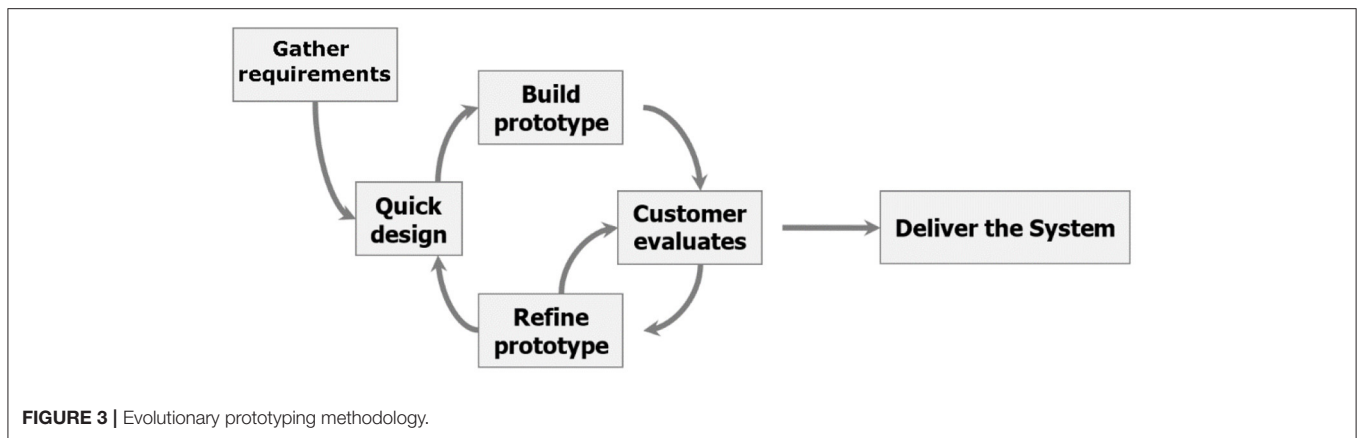 Gather
requirements
Build
prototype
Quick
design
Customer
evaluates
Deliver the System
Refine
prototype
FIGURE 3 | Evolutionary prototyping methodology.